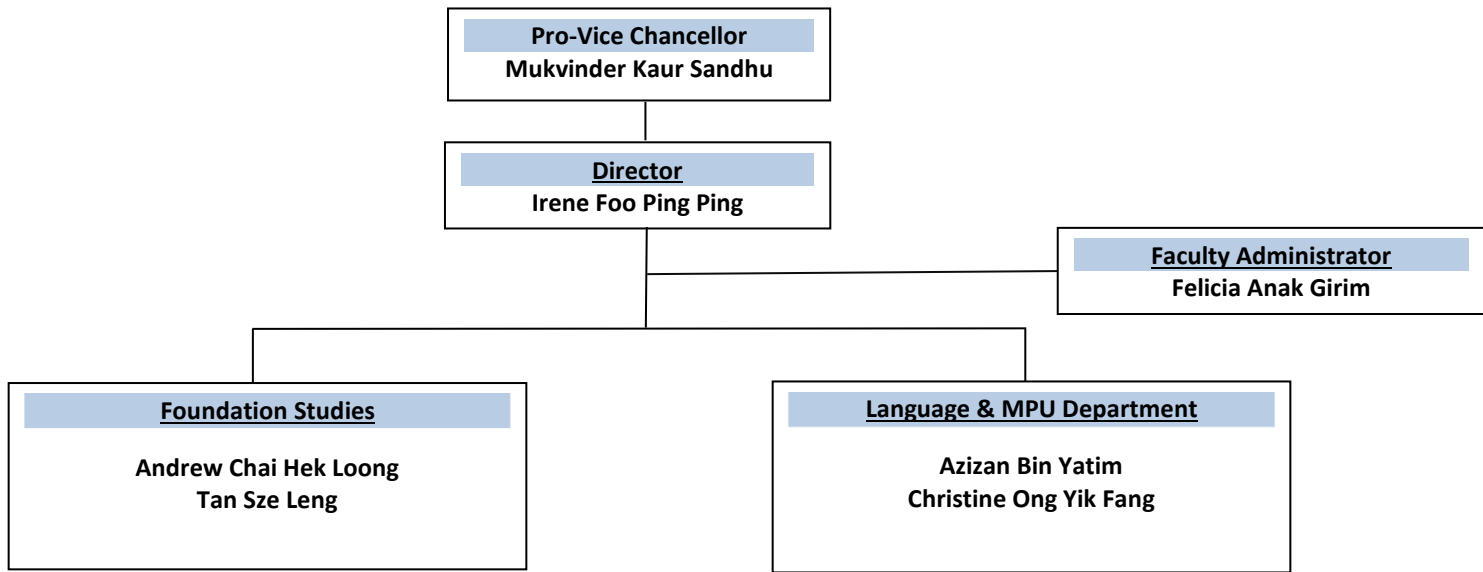 Pro-Vice Chancellor
Mukvinder Kaur Sandhu
Director
Irene Foo Ping Ping
Faculty Administrator
Felicia Anak Girim
Foundation Studies
Andrew Chai Hek Loong
Tan Sze Leng
Language & MPU Department
Azizan Bin Yatim
Christine Ong Yik Fang